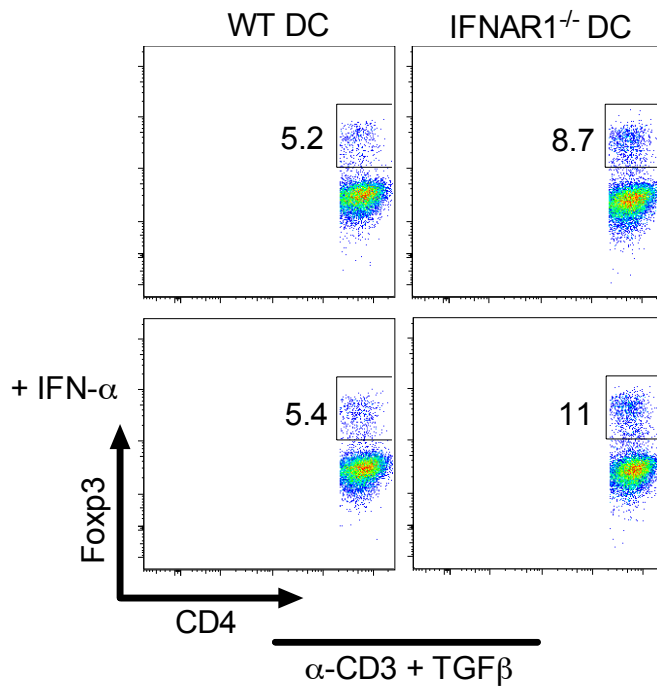 WT DC
IFNAR1-/- DC
5.2
8.7
+ IFN-α
5.4
11
Foxp3
CD4
α-CD3 + TGFβ